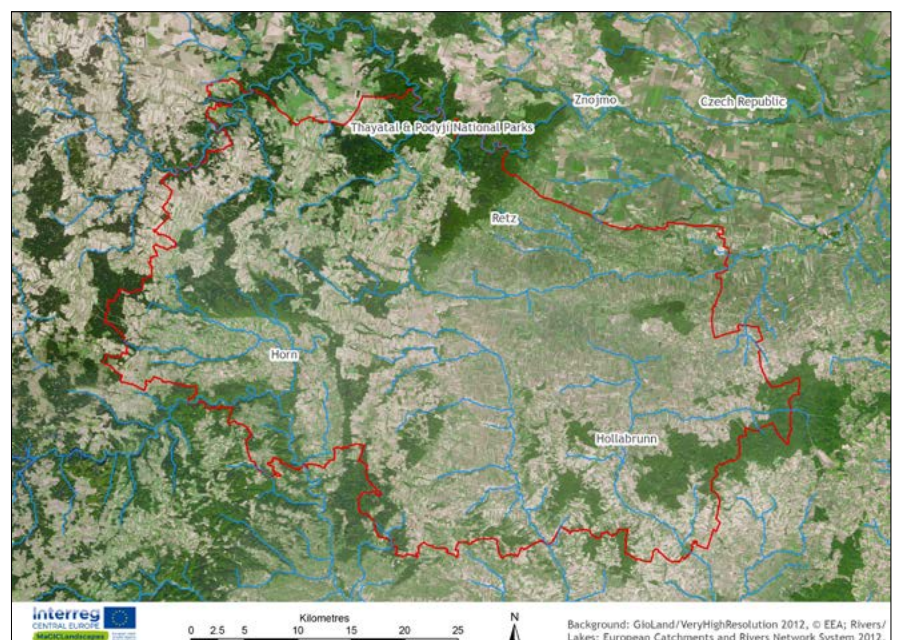 Znojmo
Czech Republic
Thayatal & Podyjí National Parks
Retz
Horn
Hollabrunn
Interreg
CENTRAL EUROPE
MaGICLandscapes
Kilometres
0 2.5 5 10 15 20 25
N
Background: GioLand/VeryHighResolution 2012, © EEA; Rivers/
Lakes: European Catchments and Rivers Network System 2012,